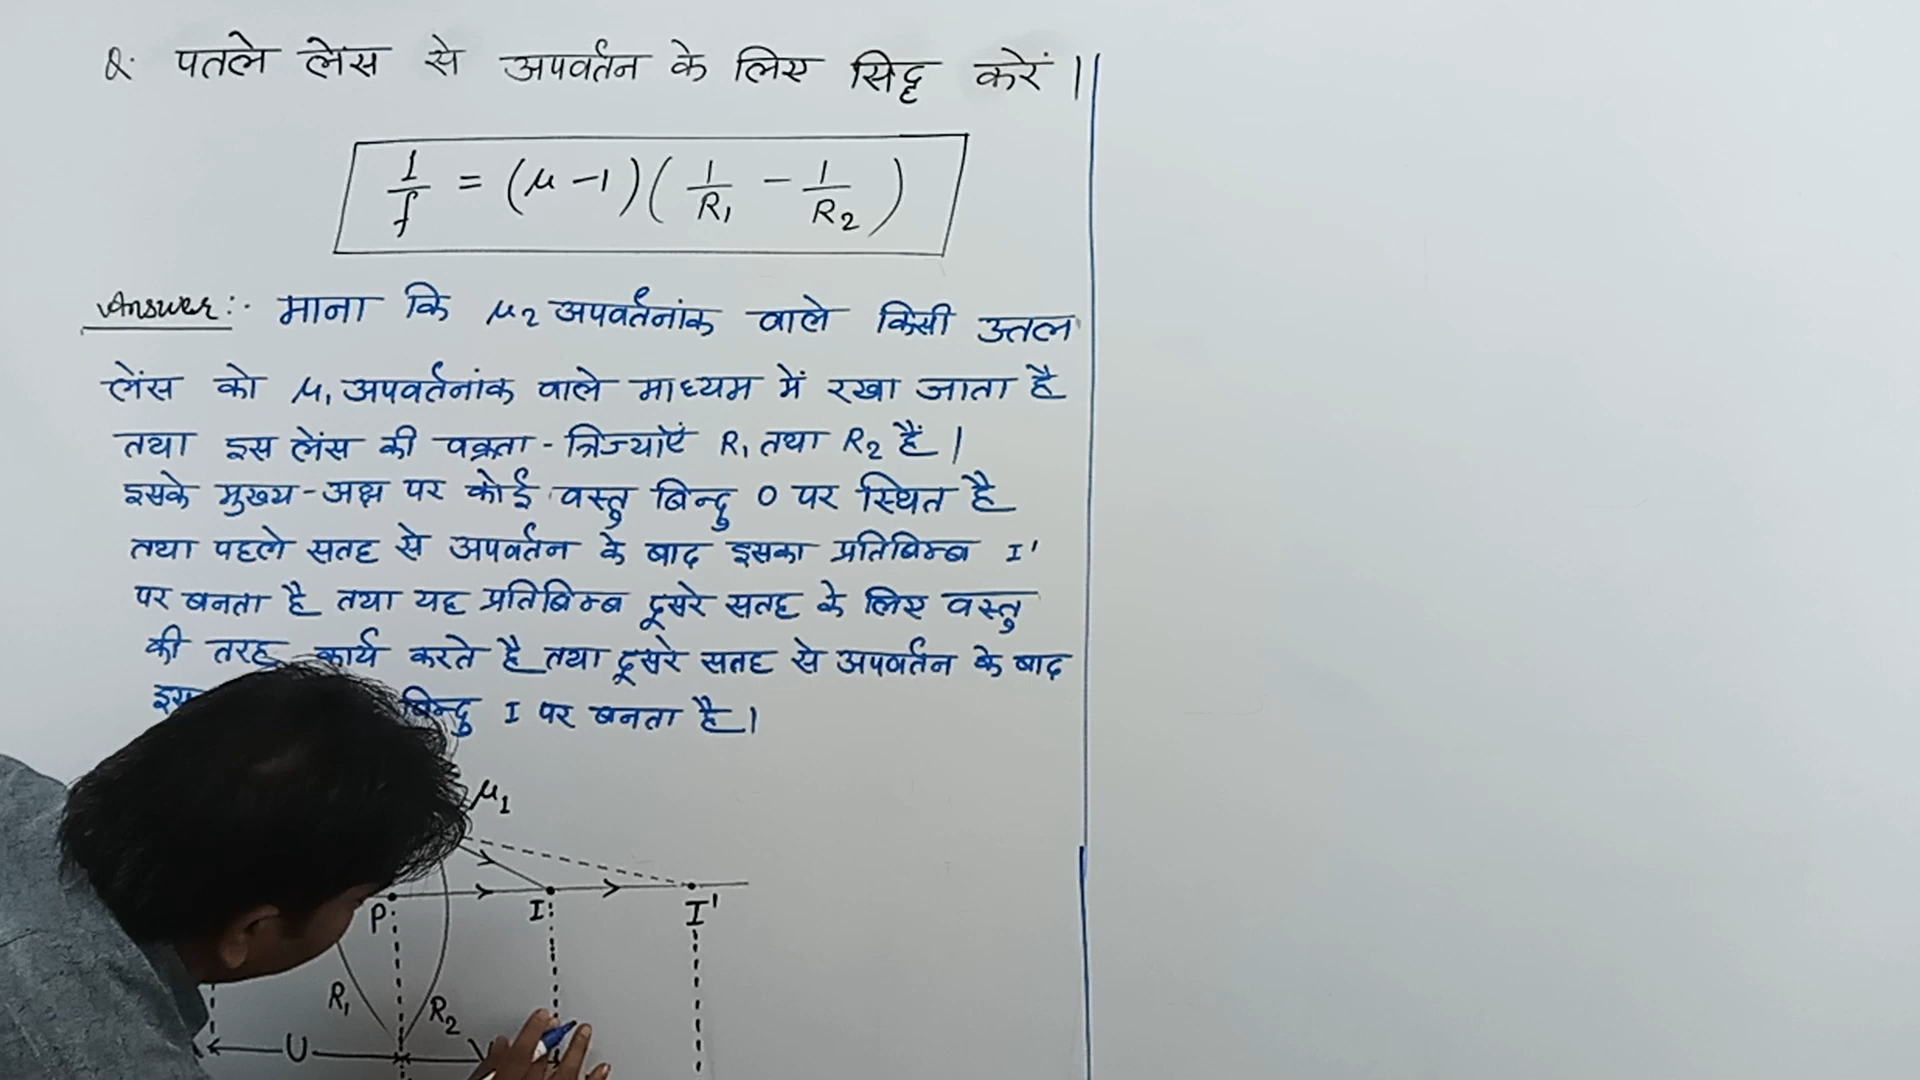 Q. पतले लेंस से अपवर्तन के लिए सिद्ध करें।
1/f = (μ-1)(1/R₁ - 1/R₂)
Answer:- माना कि μ₂ अपवर्तनांक वाले किसी उत्तल
लेंस को μ₁ अपवर्तनांक वाले माध्यम में रखा जाता है
तथा इस लेंस की वक्रता-त्रिज्याएँ R₁ तथा R₂ हैं।
इसके मुख्य-अक्ष पर कोई वस्तु बिन्दु O पर स्थित है
तथा पहले सतह से अपवर्तन के बाद इसका प्रतिबिम्ब I'
पर बनता है तथा यह प्रतिबिम्ब दूसरे सतह के लिए वस्तु
की तरह कार्य करते है तथा दूसरे सतह से अपवर्तन के बाद
बिन्दु I पर बनता है।
μ₁
P I I'
R₁ R₂
U V